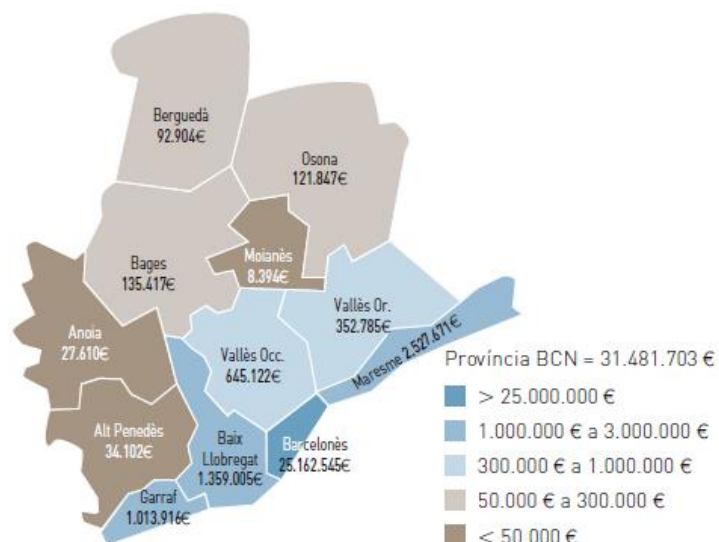 Berguedà
92.904€
Osona
121.847€
Moianès
8.394€
Bages
135.417€
Vallès Or.
352.785€
Maresme 2.527.671€
Anoia
27.610€
Vallès Occ.
645.122€
Alt Penedès
34.102€
Baix
Llobregat
1.359.005€
Barcelonès
25.162.545€
Garraf
1.013.916€
Província BCN = 31.481.703 €
> 25.000.000 €
1.000.000 € a 3.000.000 €
300.000 € a 1.000.000 €
50.000 € a 300.000 €
< 50.000 €